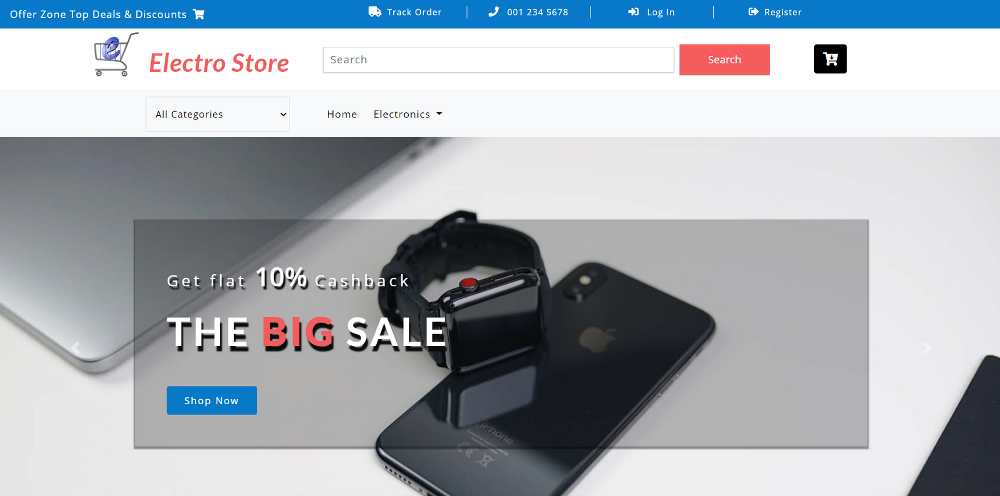 Offer Zone Top Deals & Discounts
Track Order
001 234 5678
Log In
Register
Electro Store
Search
Search
All Categories
Home
Electronics
Get flat 10% Cashback
THE BIG SALE
Shop Now
iPhone